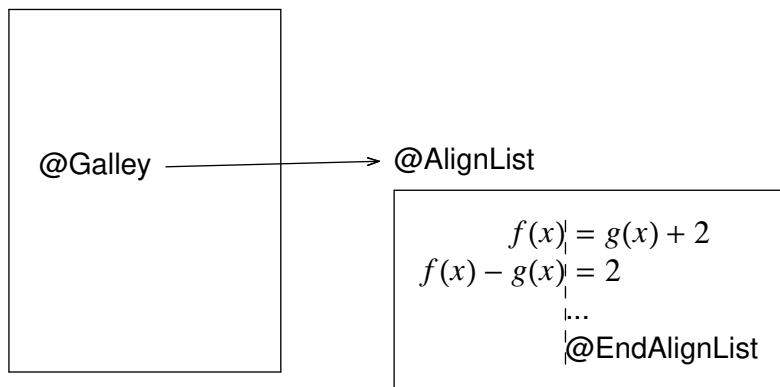 @Galley
@AlignList
f(x) = g(x) + 2
f(x) − g(x) = 2
...
@EndAlignList